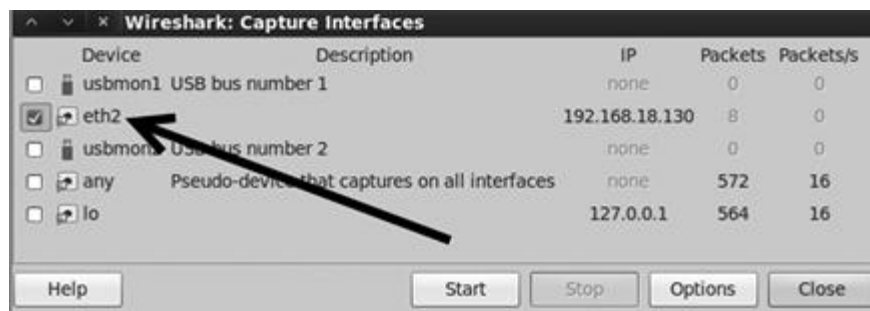 Wireshark: Capture Interfaces
Device Description IP Packets Packets/s
usbmon1 USB bus number 1 none 0 0
eth2 192.168.18.130 8 0
USB bus number 2 none 0 0
any Pseudo-device that captures on all interfaces none 572 16
lo 127.0.0.1 564 16
Help Start Stop Options Close